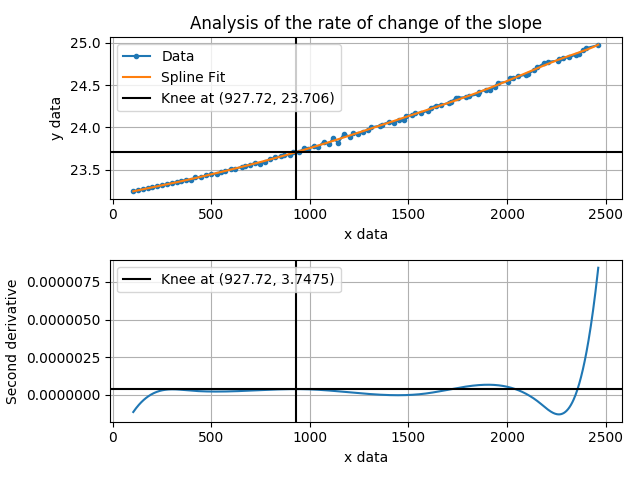 Analysis of the rate of change of the slope
25.0
24.5
24.0
23.5
y data
Data
Spline Fit
Knee at (927.72, 23.706)
0 500 1000 1500 2000 2500
x data
0.0000075
0.0000050
0.0000025
0.0000000
Second derivative
Knee at (927.72, 3.7475)
0 500 1000 1500 2000 2500
x data